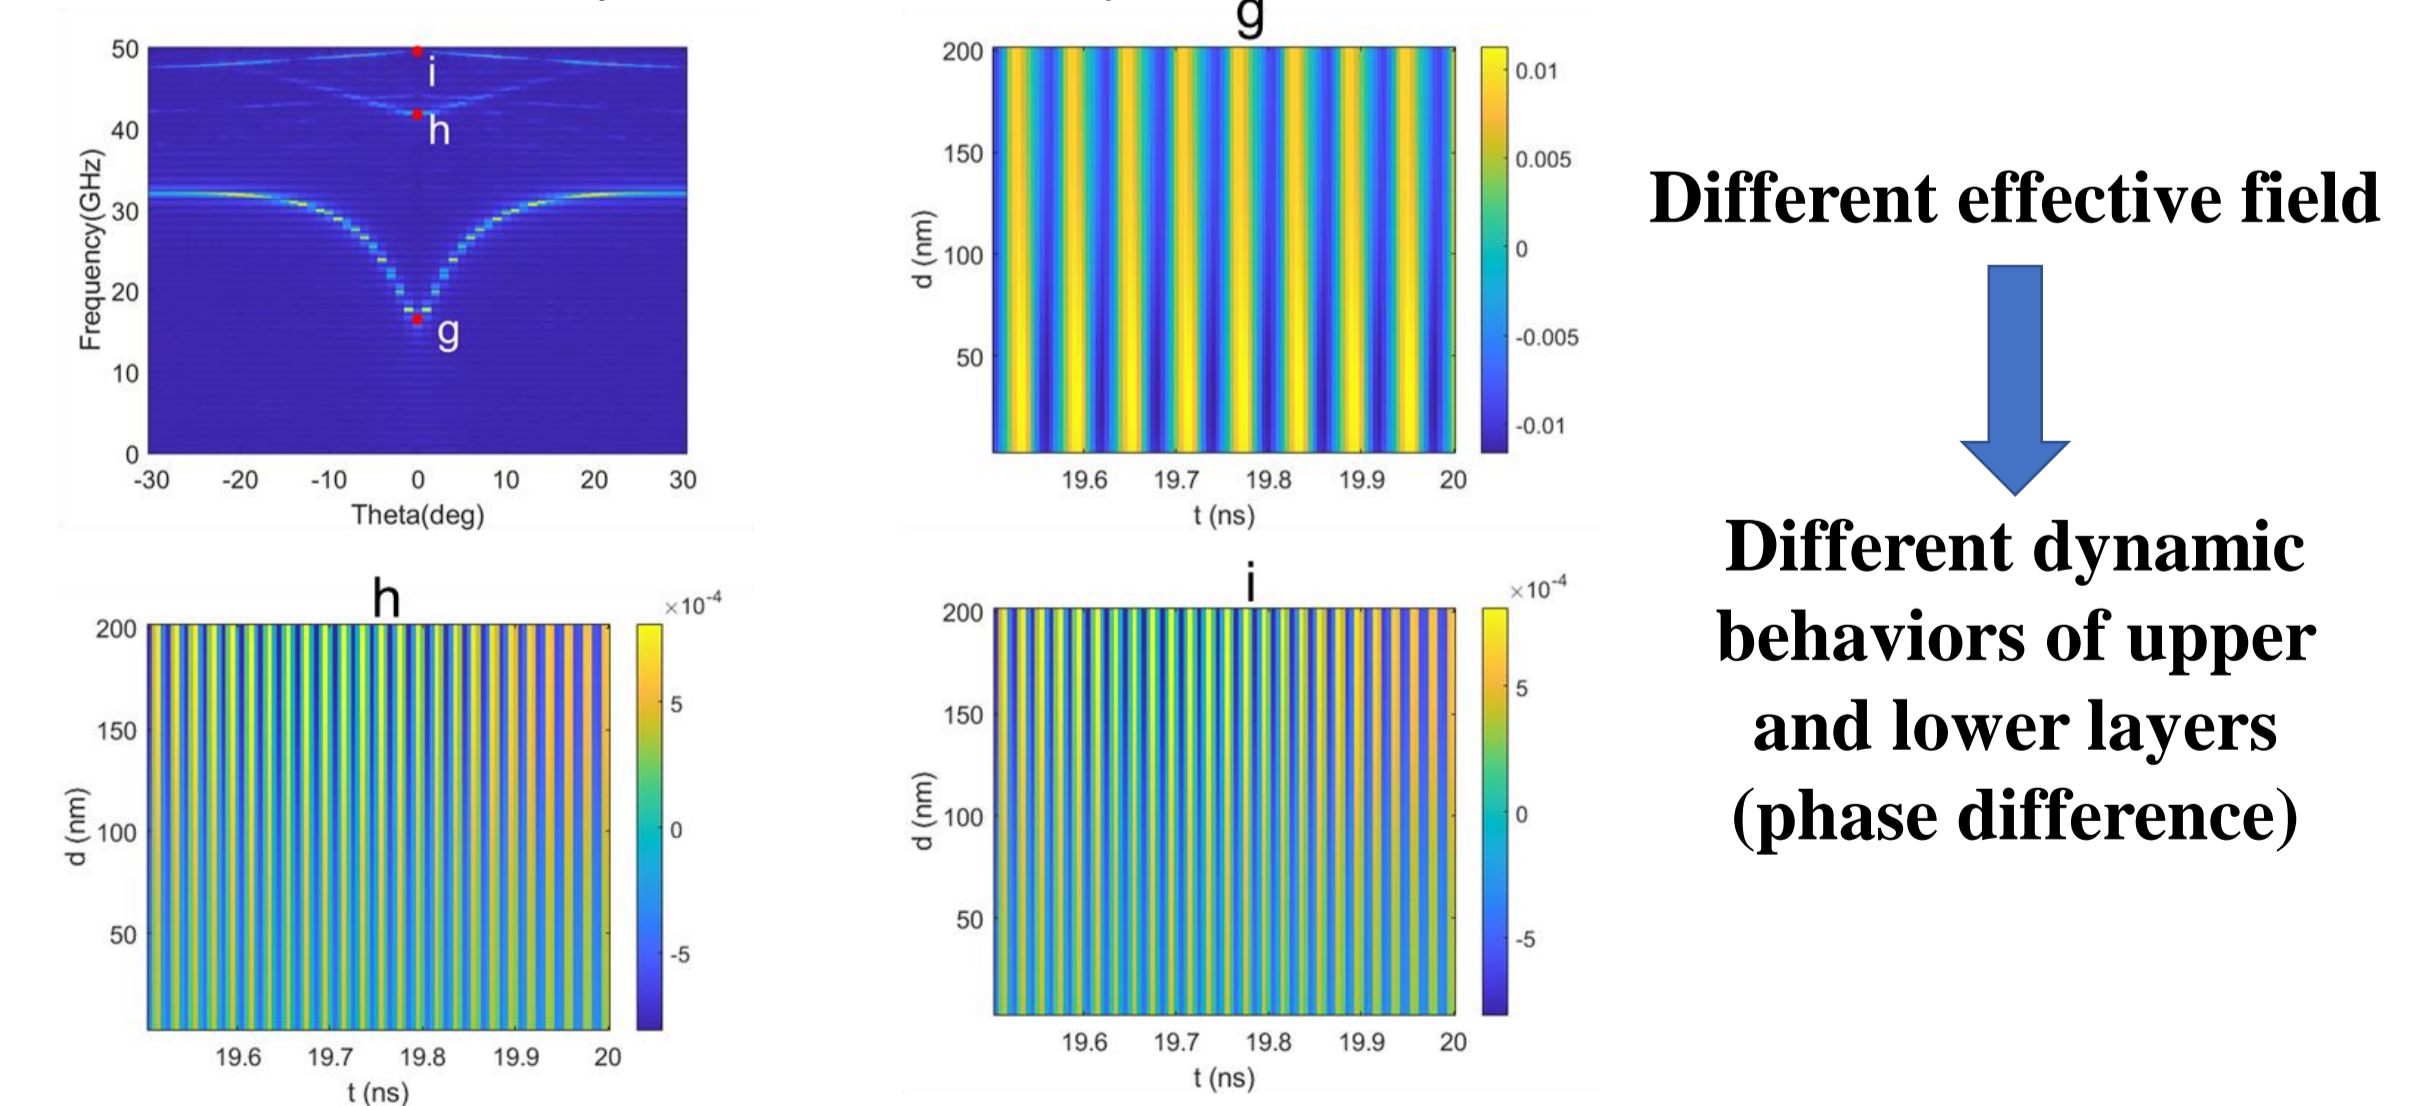 50
40
30
20
10
0
Frequency(GHz)
-30 -20 -10 0 10 20 30
Theta(deg)
i
h
g
g
200
150
100
50
d (nm)
19.6 19.7 19.8 19.9 20
t (ns)
0.01
0.005
0
-0.005
-0.01
h
×10-4
200
150
100
50
d (nm)
19.6 19.7 19.8 19.9 20
t (ns)
5
0
-5
i
×10-4
200
150
100
50
d (nm)
19.6 19.7 19.8 19.9 20
t (ns)
5
0
-5
Different effective field
Different dynamic
behaviors of upper
and lower layers
(phase difference)